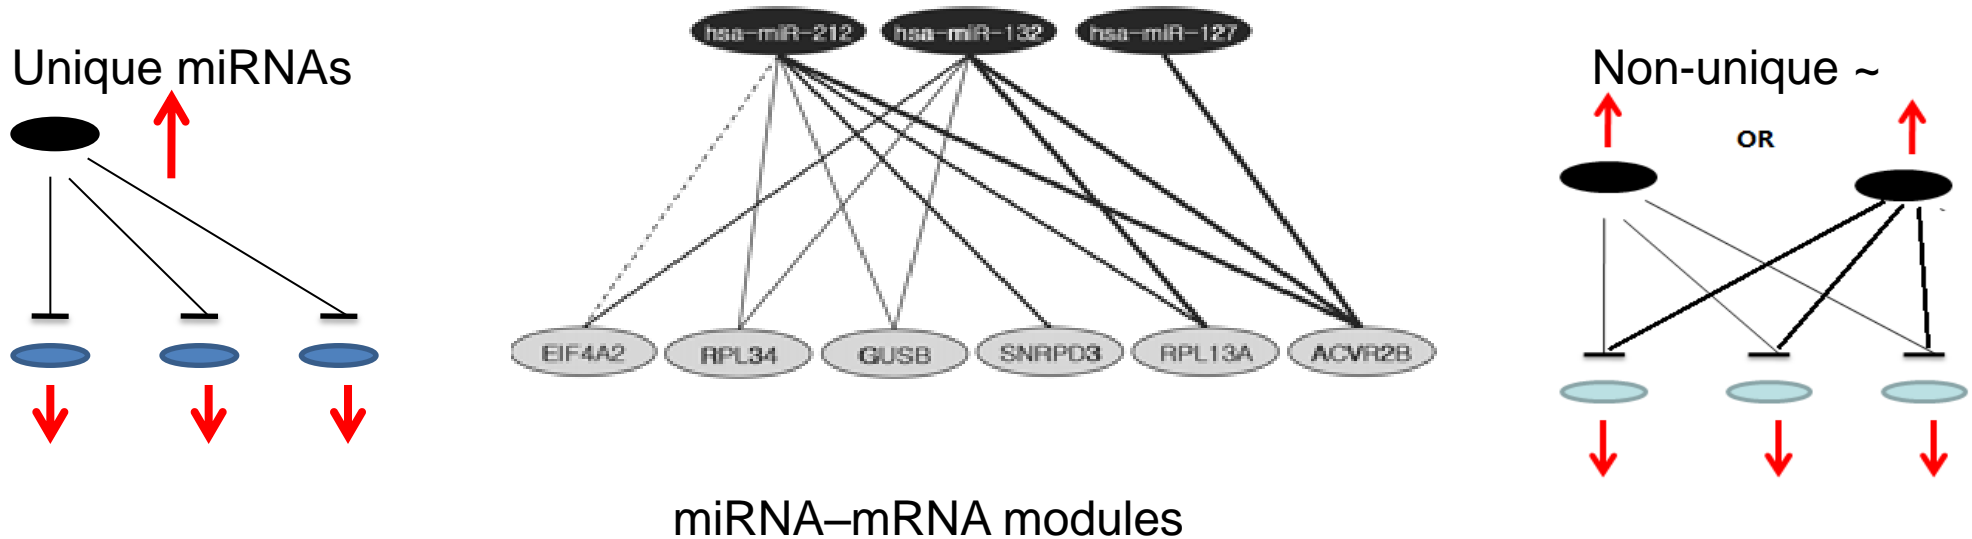 Unique miRNAs
hsa-miR-212
hsa-miR-132
hsa-miR-127
EIF4A2
RPL34
GUSB
SNRPD3
RPL13A
ACVR2B
miRNA–mRNA modules
Non-unique ~
OR